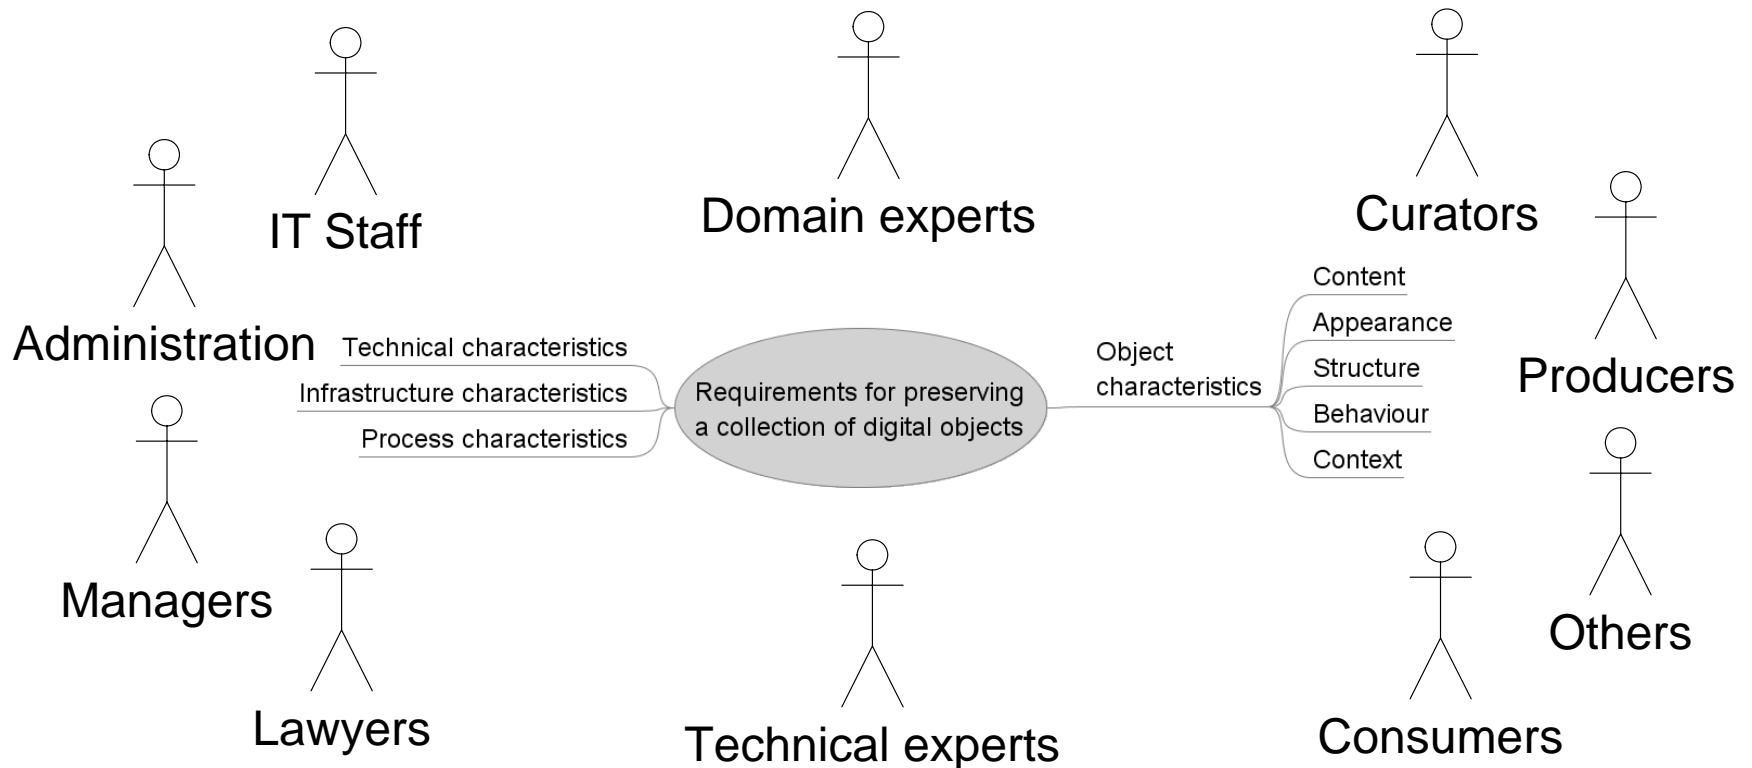 IT Staff
Domain experts
Curators
Administration
Producers
Technical characteristics
Infrastructure characteristics
Process characteristics
Requirements for preserving
a collection of digital objects
Object
characteristics
Content
Appearance
Structure
Behaviour
Context
Managers
Others
Lawyers
Technical experts
Consumers